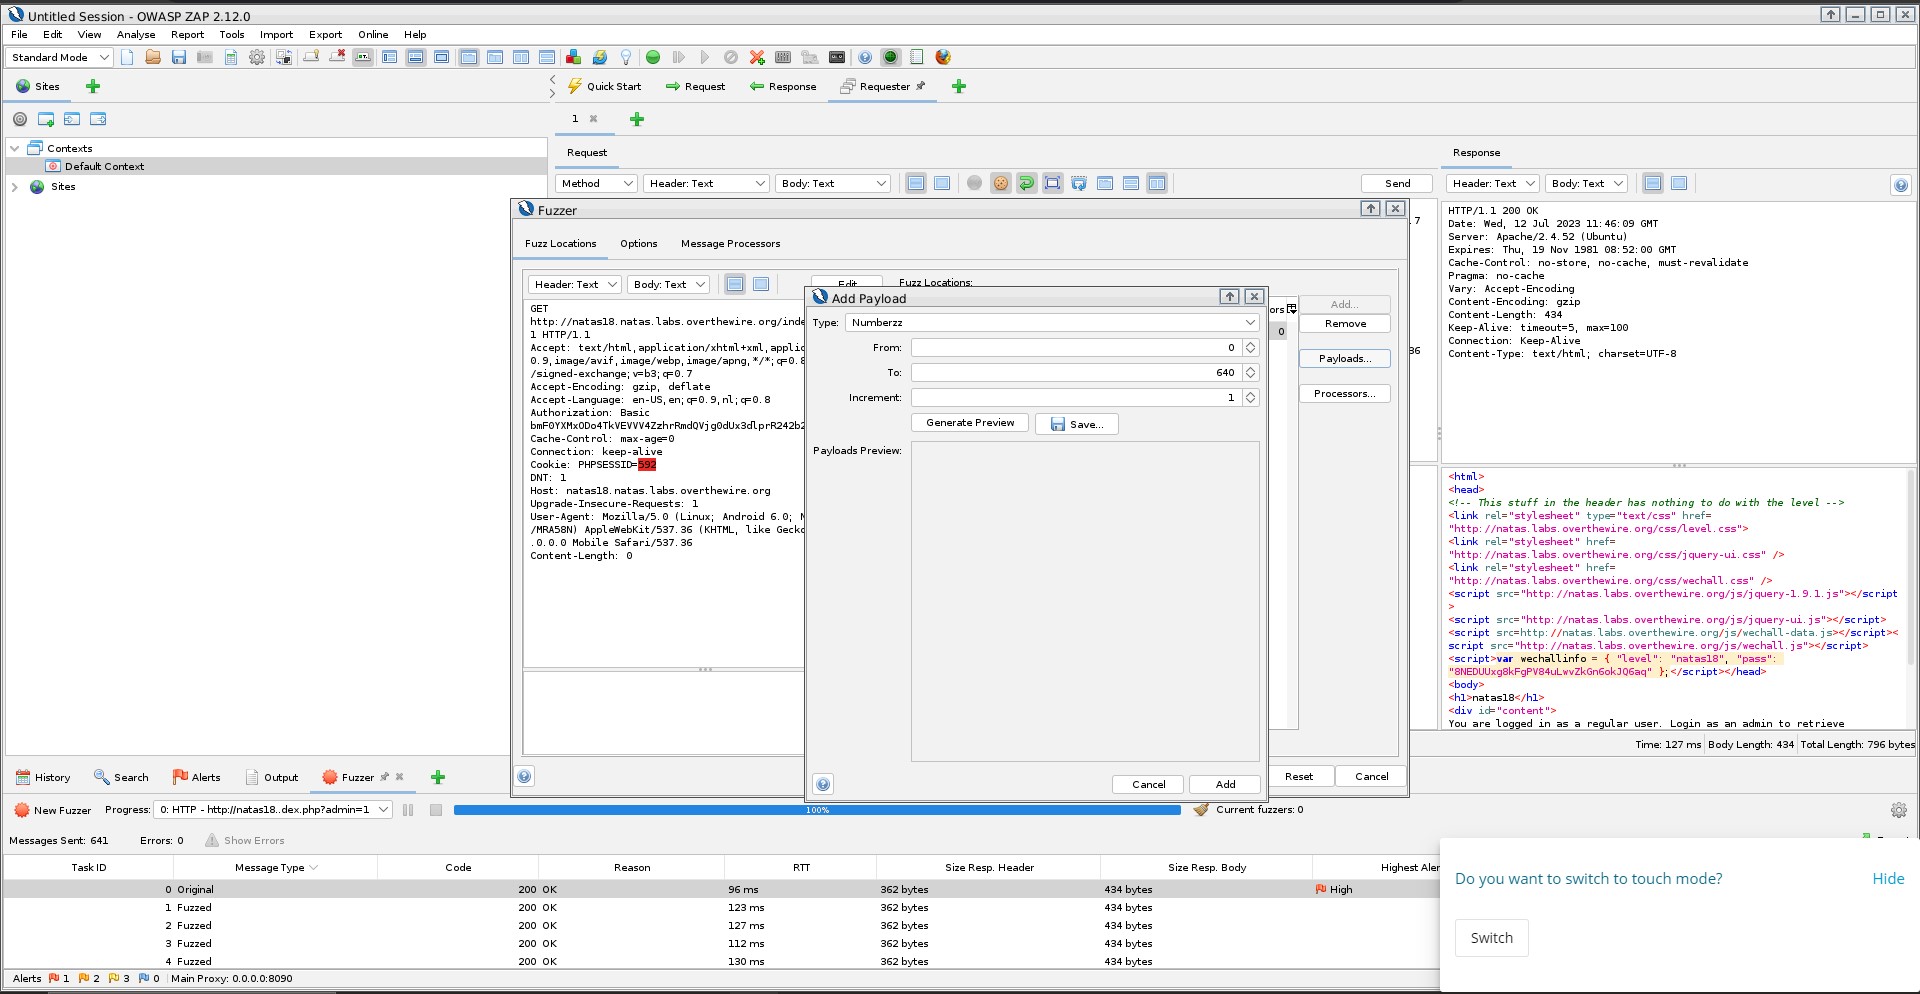 Untitled Session - OWASP ZAP 2.12.0
File Edit View Analyse Report Tools Import Export Online Help
Standard Mode
Sites
Quick Start Request Response Requester
1
Contexts
Default Context
Sites
Request
Method Header: Text Body: Text Send
Response
Header: Text Body: Text
HTTP/1.1 200 OK
Date: Wed, 12 Jul 2023 11:46:09 GMT
Server: Apache/2.4.52 (Ubuntu)
Expires: Thu, 19 Nov 1981 08:52:00 GMT
Cache-Control: no-store, no-cache, must-revalidate
Pragma: no-cache
Vary: Accept-Encoding
Content-Encoding: gzip
Content-Length: 434
Keep-Alive: timeout=5, max=100
Connection: Keep-Alive
Content-Type: text/html; charset=UTF-8
.7
86
Fuzzer
Fuzz Locations Options Message Processors
Header: Text Body: Text Edit Fuzz Locations:
GET
http://natas18.natas.labs.overthewire.org/inde
1 HTTP/1.1
Accept: text/html,application/xhtml+xml,applic
0.9,image/avif,image/webp,image/apng,*/*;q=0.8
/signed-exchange;v=b3;q=0.7
Accept-Encoding: gzip, deflate
Accept-Language: en-US,en;q=0.9,nl;q=0.8
Authorization: Basic
Cache-Control: max-age=0
Connection: keep-alive
Cookie: PHPSESSID=592
DNT: 1
Host: natas18.natas.labs.overthewire.org
Upgrade-Insecure-Requests: 1
User-Agent: Mozilla/5.0 (Linux; Android 6.0; N
/MRA58N) AppleWebKit/537.36 (KHTML, like Gecko
.0.0.0 Mobile Safari/537.36
Content-Length: 0
ors
0
Add...
Remove
Payloads...
Processors...
Reset Cancel
Add Payload
Type: Numberzz
From: 0
To: 640
Increment: 1
Generate Preview Save...
Payloads Preview:
Cancel Add
<html>
<head>
<!-- This stuff in the header has nothing to do with the level -->
<link rel="stylesheet" type="text/css" href=
"http://natas.labs.overthewire.org/css/level.css">
<link rel="stylesheet" href=
"http://natas.labs.overthewire.org/css/jquery-ui.css" />
<link rel="stylesheet" href=
"http://natas.labs.overthewire.org/css/wechall.css" />
<script src="http://natas.labs.overthewire.org/js/jquery-1.9.1.js"></script
>
<script src="http://natas.labs.overthewire.org/js/jquery-ui.js"></script>
<script src=http://natas.labs.overthewire.org/js/wechall-data.js></script><
script src="http://natas.labs.overthewire.org/js/wechall.js"></script>
<script>var wechallinfo = { "level": "natas18", "pass":
"8NEDUUxg8kFgPV84uLwvZkGn6okJQ6aq" };</script></head>
<body>
<h1>natas18</h1>
<div id="content">
You are logged in as a regular user. Login as an admin to retrieve
Time: 127 ms Body Length: 434 Total Length: 796 bytes
History Search Alerts Output Fuzzer
New Fuzzer Progress: 0: HTTP - http://natas18..dex.php?admin=1 100% Current fuzzers: 0
Messages Sent: 641 Errors: 0 Show Errors
Task ID Message Type Code Reason RTT Size Resp. Header Size Resp. Body Highest Aler
0 Original 200 OK 96 ms 362 bytes 434 bytes High
1 Fuzzed 200 OK 123 ms 362 bytes 434 bytes
2 Fuzzed 200 OK 127 ms 362 bytes 434 bytes
3 Fuzzed 200 OK 112 ms 362 bytes 434 bytes
4 Fuzzed 200 OK 130 ms 362 bytes 434 bytes
Alerts 1 2 3 0 Main Proxy: 0.0.0.0:8090
Do you want to switch to touch mode? Hide
Switch